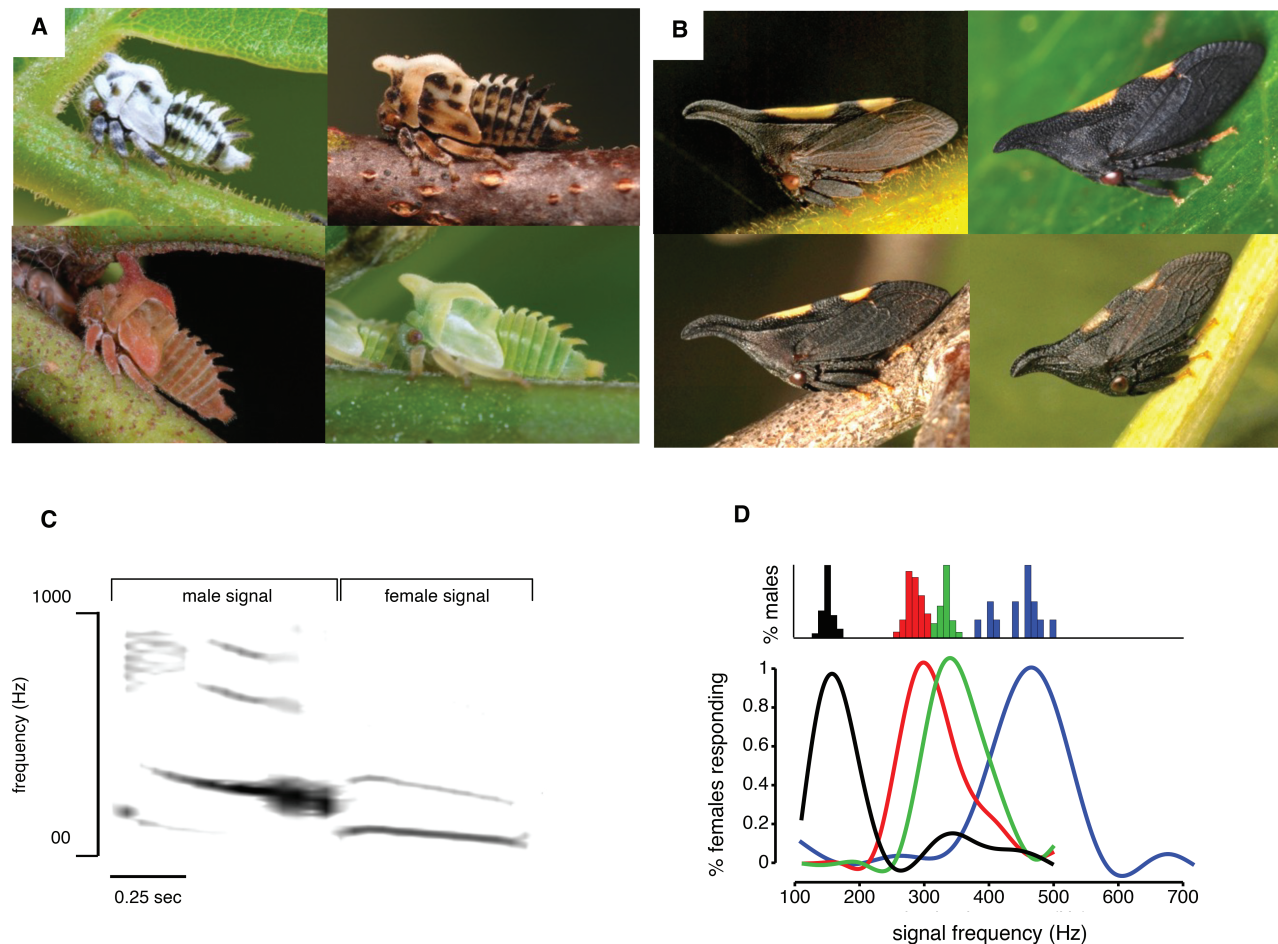 A
B
C
1000
male signal
female signal
frequency (Hz)
00
0.25 sec
D
% males
% females responding
1
0.8
0.6
0.4
0.2
0
100 200 300 400 500 600 700
signal frequency (Hz)